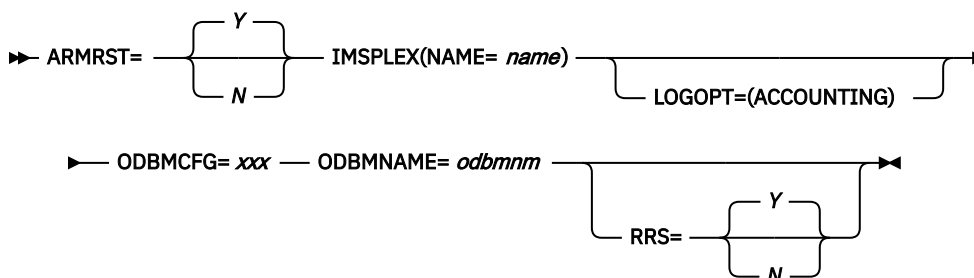 Y
ARMRST= IMSPLEX(NAME= name)
N
LOGOPT=(ACCOUNTING)
ODBMCFG= xxx ODBMNAME= odbmnm
Y
RRS=
N